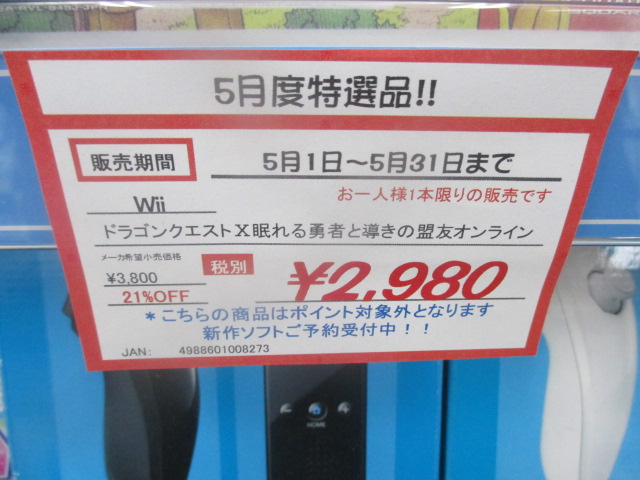 5月度特選品!!
販売期間 5月1日～5月31日まで
お一人様1本限りの販売です
Wii
ドラゴンクエストX眠れる勇者と導きの盟友オンライン
メーカ希望小売価格
¥3,800 税別 ¥2,980
21%OFF
*こちらの商品はポイント対象外となります
新作ソフトご予約受付中！！
JAN: 4988601008273
HOME